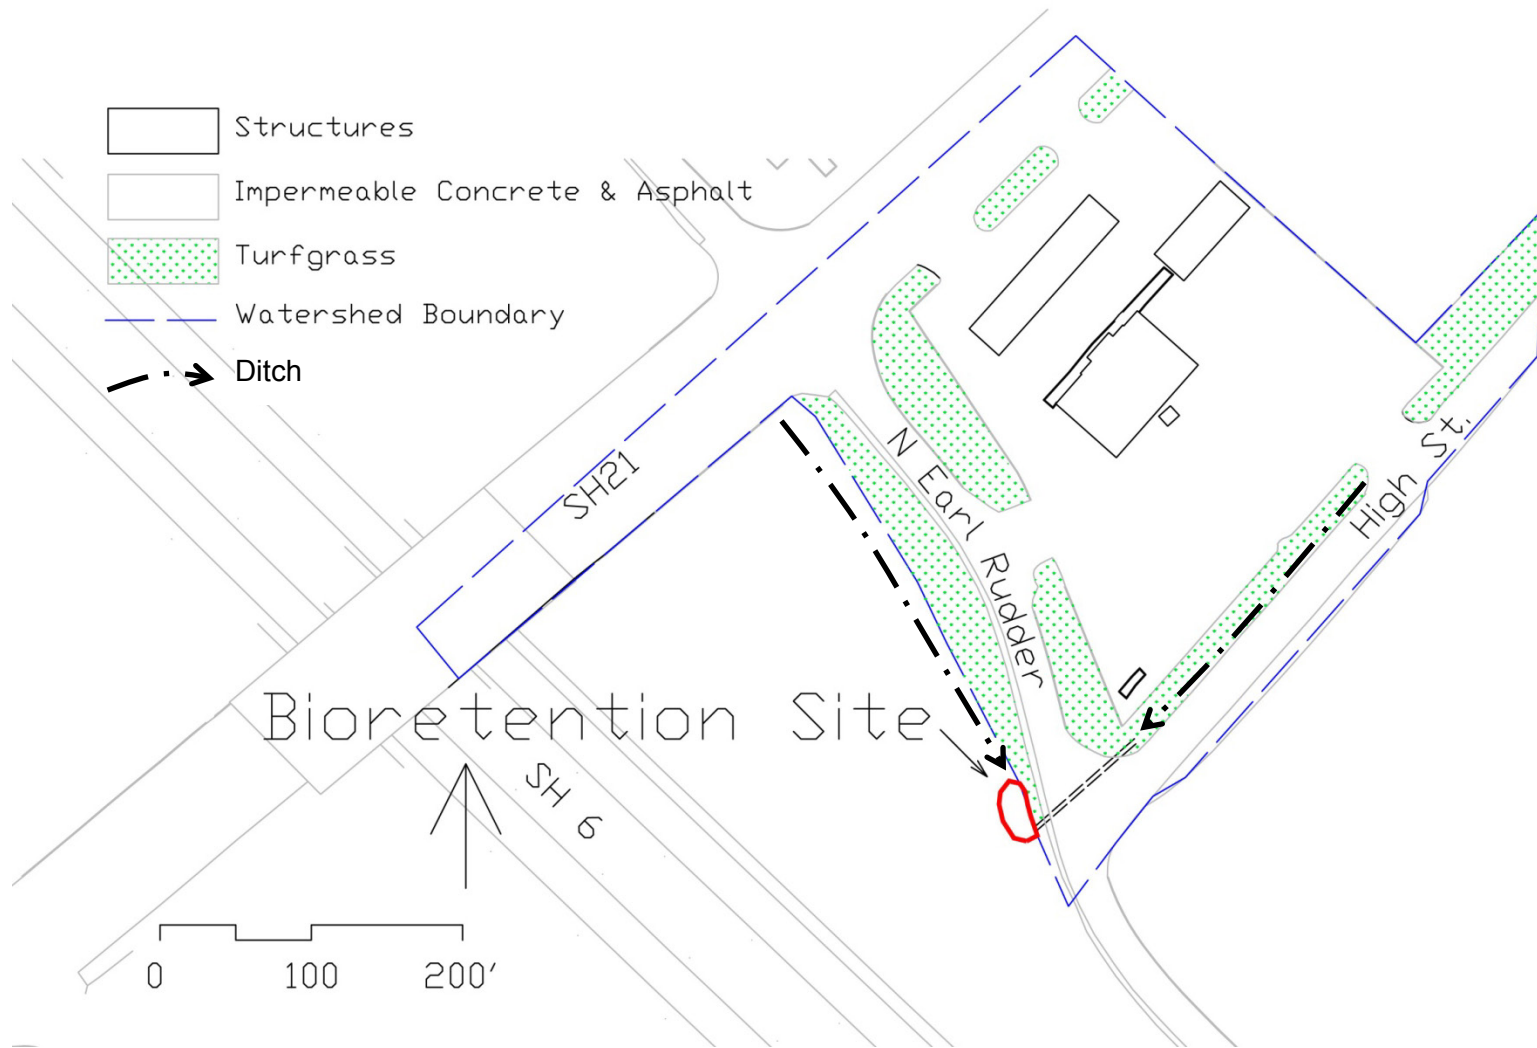 Structures
Impermeable Concrete & Asphalt
Turfgrass
Watershed Boundary
Ditch
SH21
N Earl Rudder
High St.
Bioretention Site
SH 6
0 100 200'